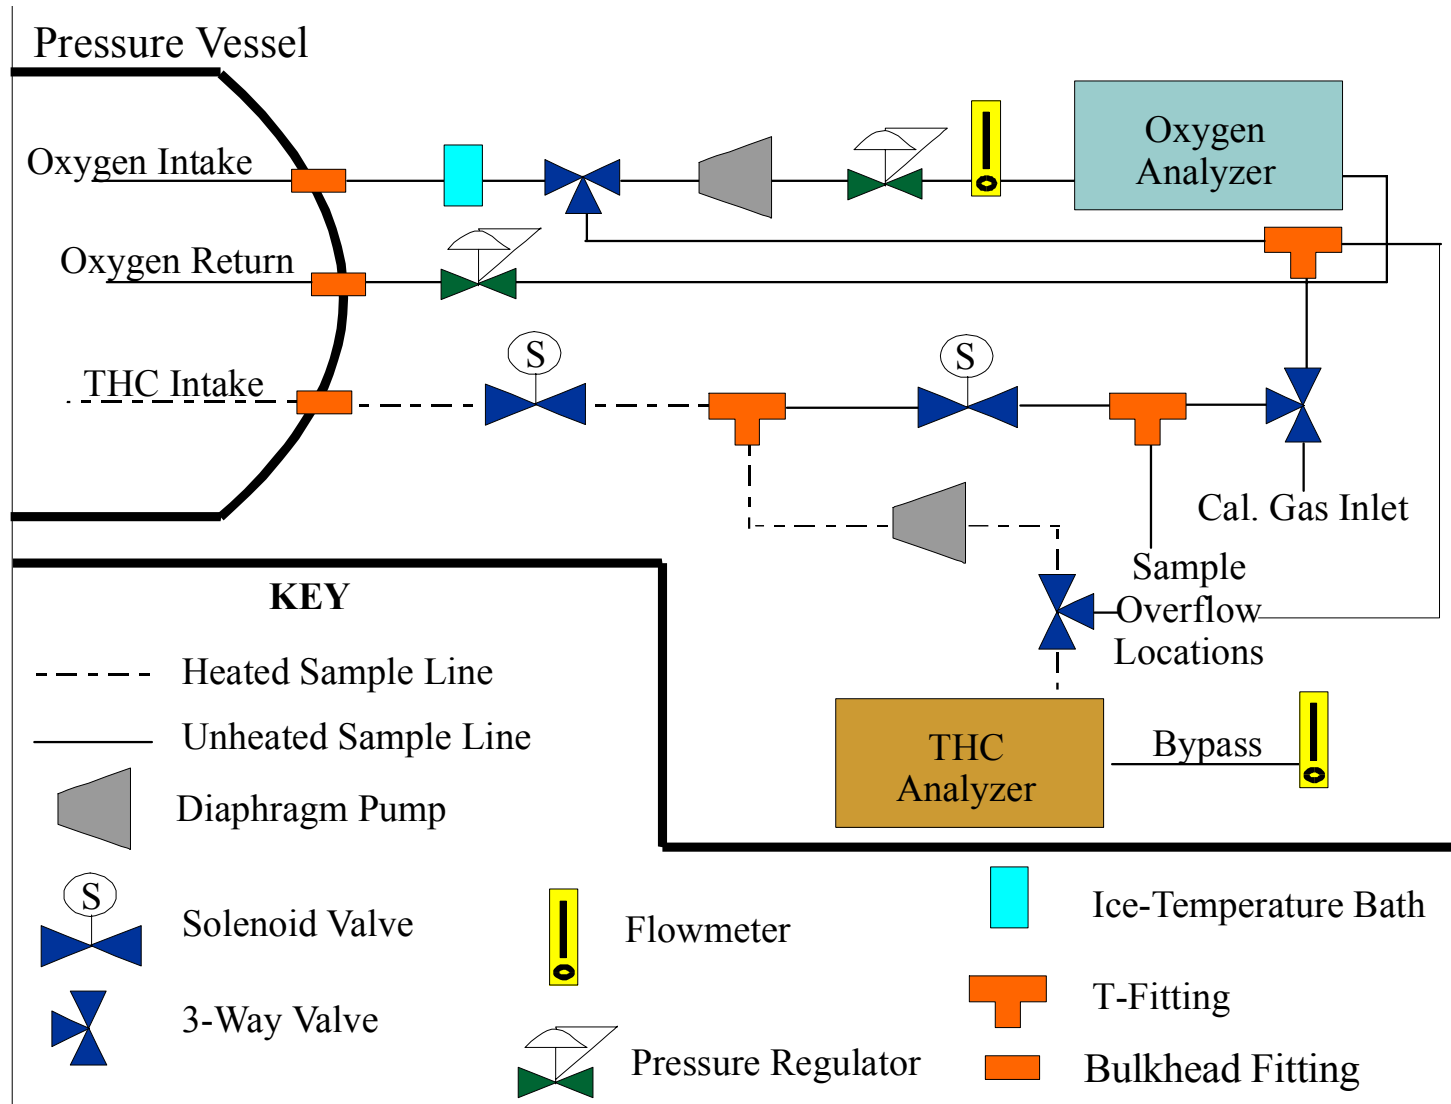 Pressure Vessel
Oxygen Intake
Oxygen
Analyzer
Oxygen Return
THC Intake
S
S
Cal. Gas Inlet
Sample
Overflow
Locations
THC
Analyzer
Bypass
KEY
Heated Sample Line
Unheated Sample Line
Diaphragm Pump
S
Solenoid Valve
3-Way Valve
Flowmeter
Pressure Regulator
Ice-Temperature Bath
T-Fitting
Bulkhead Fitting